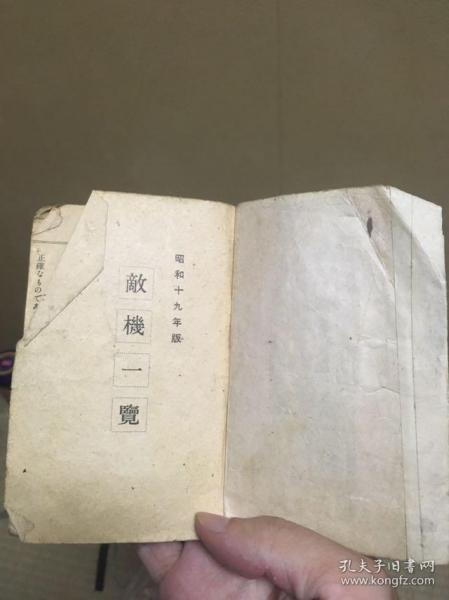 昭和十九年版
敵機一覽
正確なもので
孔夫子旧书网
www.kongfz.com